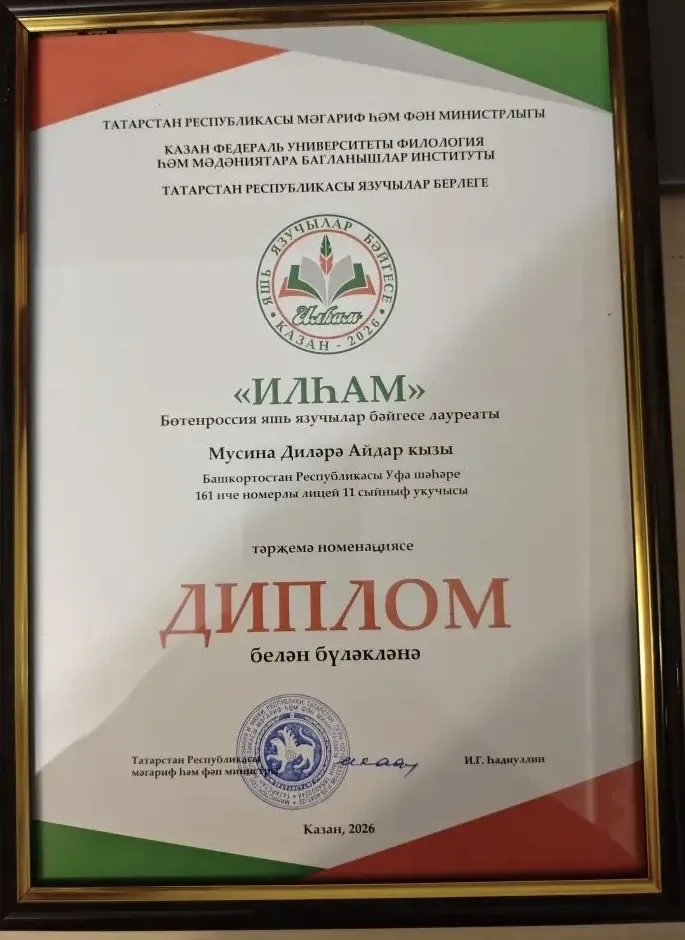 ТАТАРСТАН РЕСПУБЛИКАСЫ МӘГАРИФ ҺӘМ ФӘН МИНИСТРЛЫГЫ
КАЗАН ФЕДЕРАЛЬ УНИВЕРСИТЕТЫ ФИЛОЛОГИЯ
ҺӘМ МӘДӘНИЯТАРА БАГЛАНЫШЛАР ИНСТИТУТЫ
ТАТАРСТАН РЕСПУБЛИКАСЫ ЯЗУЧЫЛАР БЕРЛЕГЕ
ЯШЬ ЯЗУЧЫЛАР БӘЙГЕСЕ
Илһам
КАЗАН - 2026
«ИЛҺАМ»
Бөтенроссия яшь язучылар бәйгесе лауреаты
Мусина Диләрә Айдар кызы
Башкортостан Республикасы Уфа шәһәре
161 нче номерлы лицей 11 сыйныф укучысы
тәрҗемә номенациясе
ДИПЛОМ
белән бүләкләнә
Татарстан Республикасы
мәгариф һәм фән министры
И.Г. Һадиуллин
Казан, 2026